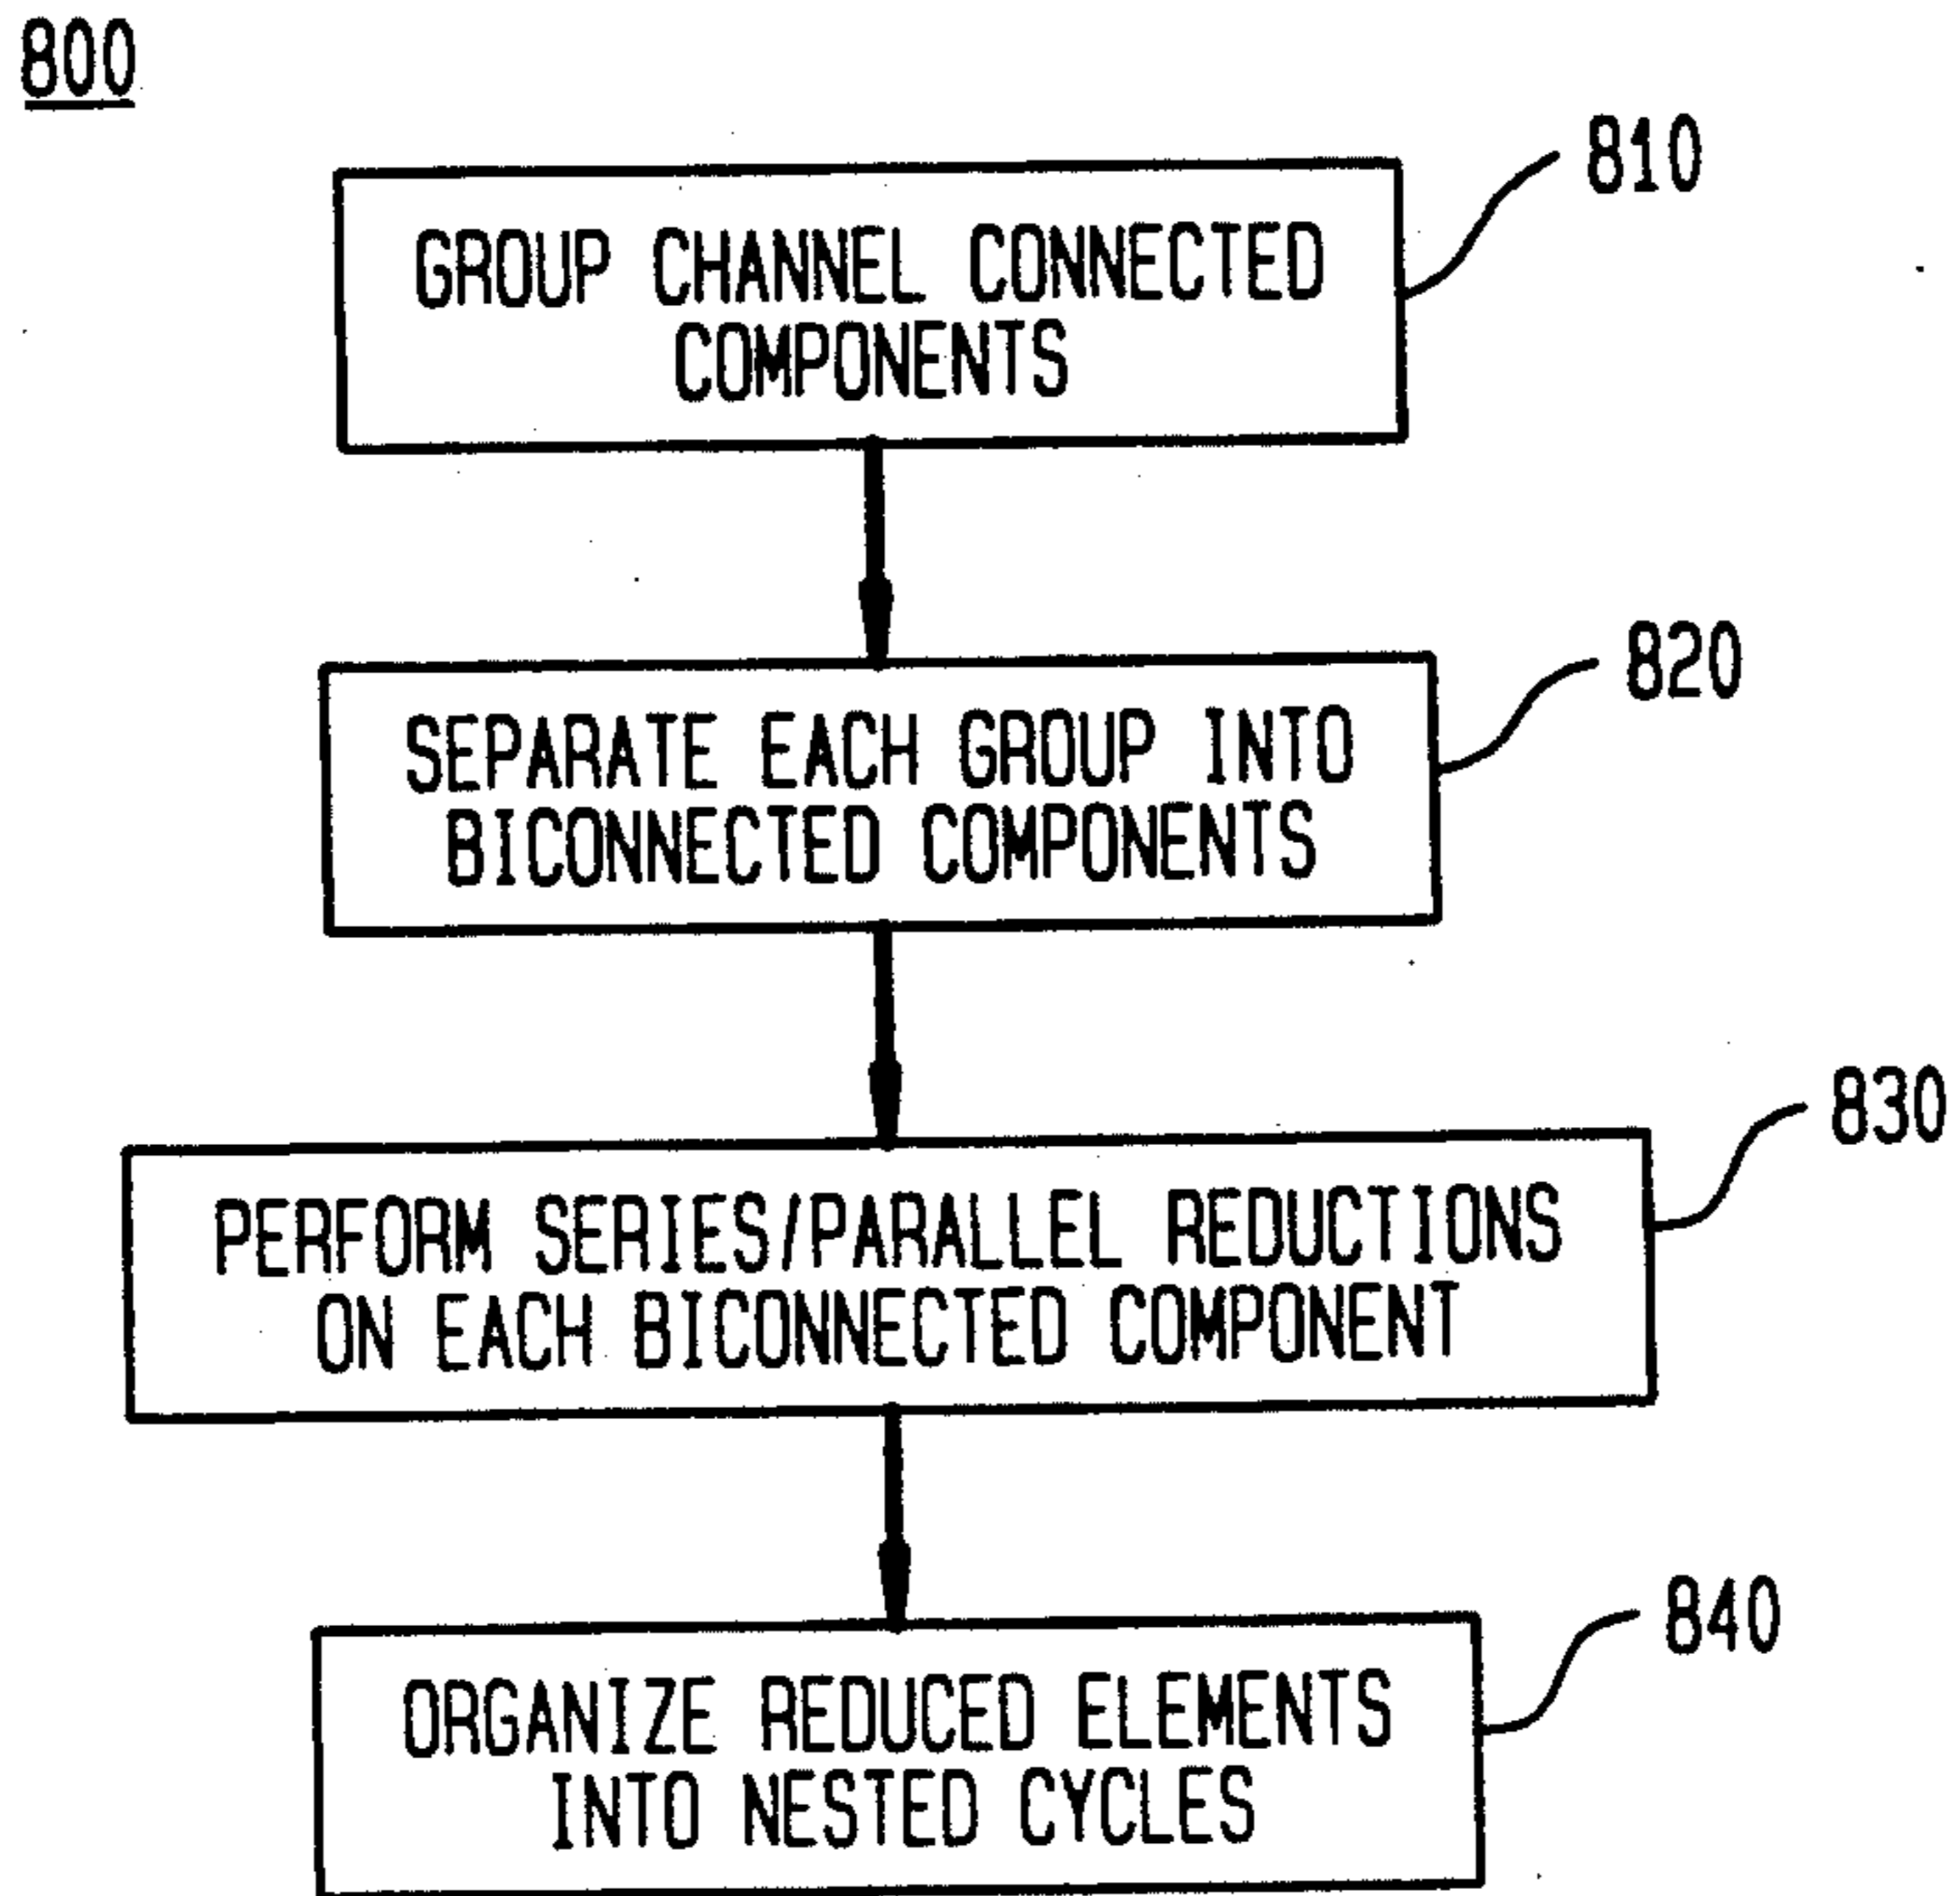 800
810
GROUP CHANNEL CONNECTED
COMPONENTS
820
SEPARATE EACH GROUP INTO
BICONNECTED COMPONENTS
830
PERFORM SERIES/PARALLEL REDUCTIONS
ON EACH BICONNECTED COMPONENT
840
ORGANIZE REDUCED ELEMENTS
INTO NESTED CYCLES